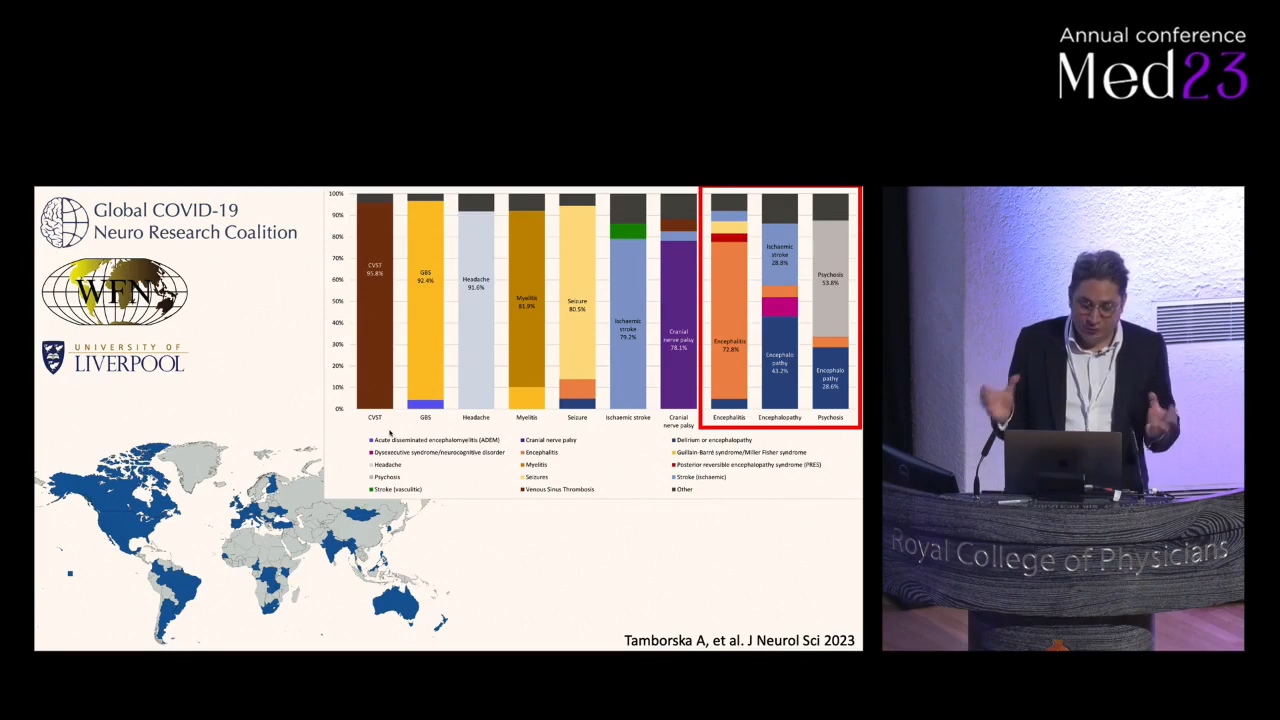 Annual conference
Med23
Global COVID-19
Neuro Research Coalition
WFN
UNIVERSITY OF
LIVERPOOL
100%
90%
80%
70%
60%
50%
40%
30%
20%
10%
0%
CVST
95.8%
GBS
92.4%
Headache
91.6%
Myelitis
81.9%
Seizure
80.5%
Ischaemic
stroke
79.2%
Cranial
nerve palsy
78.1%
Encephalitis
72.8%
Ischaemic
stroke
28.8%
Encephalo
pathy
43.2%
Psychosis
53.8%
Encephalo
pathy
28.6%
CVST
GBS
Headache
Myelitis
Seizure
Ischaemic stroke
Cranial
nerve palsy
Encephalitis
Encephalopathy
Psychosis
Acute disseminated encephalomyelitis (ADEM)
Cranial nerve palsy
Delirium or encephalopathy
Dysexecutive syndrome/neurocognitive disorder
Encephalitis
Guillain-Barré syndrome/Miller Fisher syndrome
Headache
Myelitis
Posterior reversible encephalopathy syndrome (PRES)
Psychosis
Seizures
Stroke (ischaemic)
Stroke (vasculitic)
Venous Sinus Thrombosis
Other
Tamborska A, et al. J Neurol Sci 2023
Royal College of Physicians